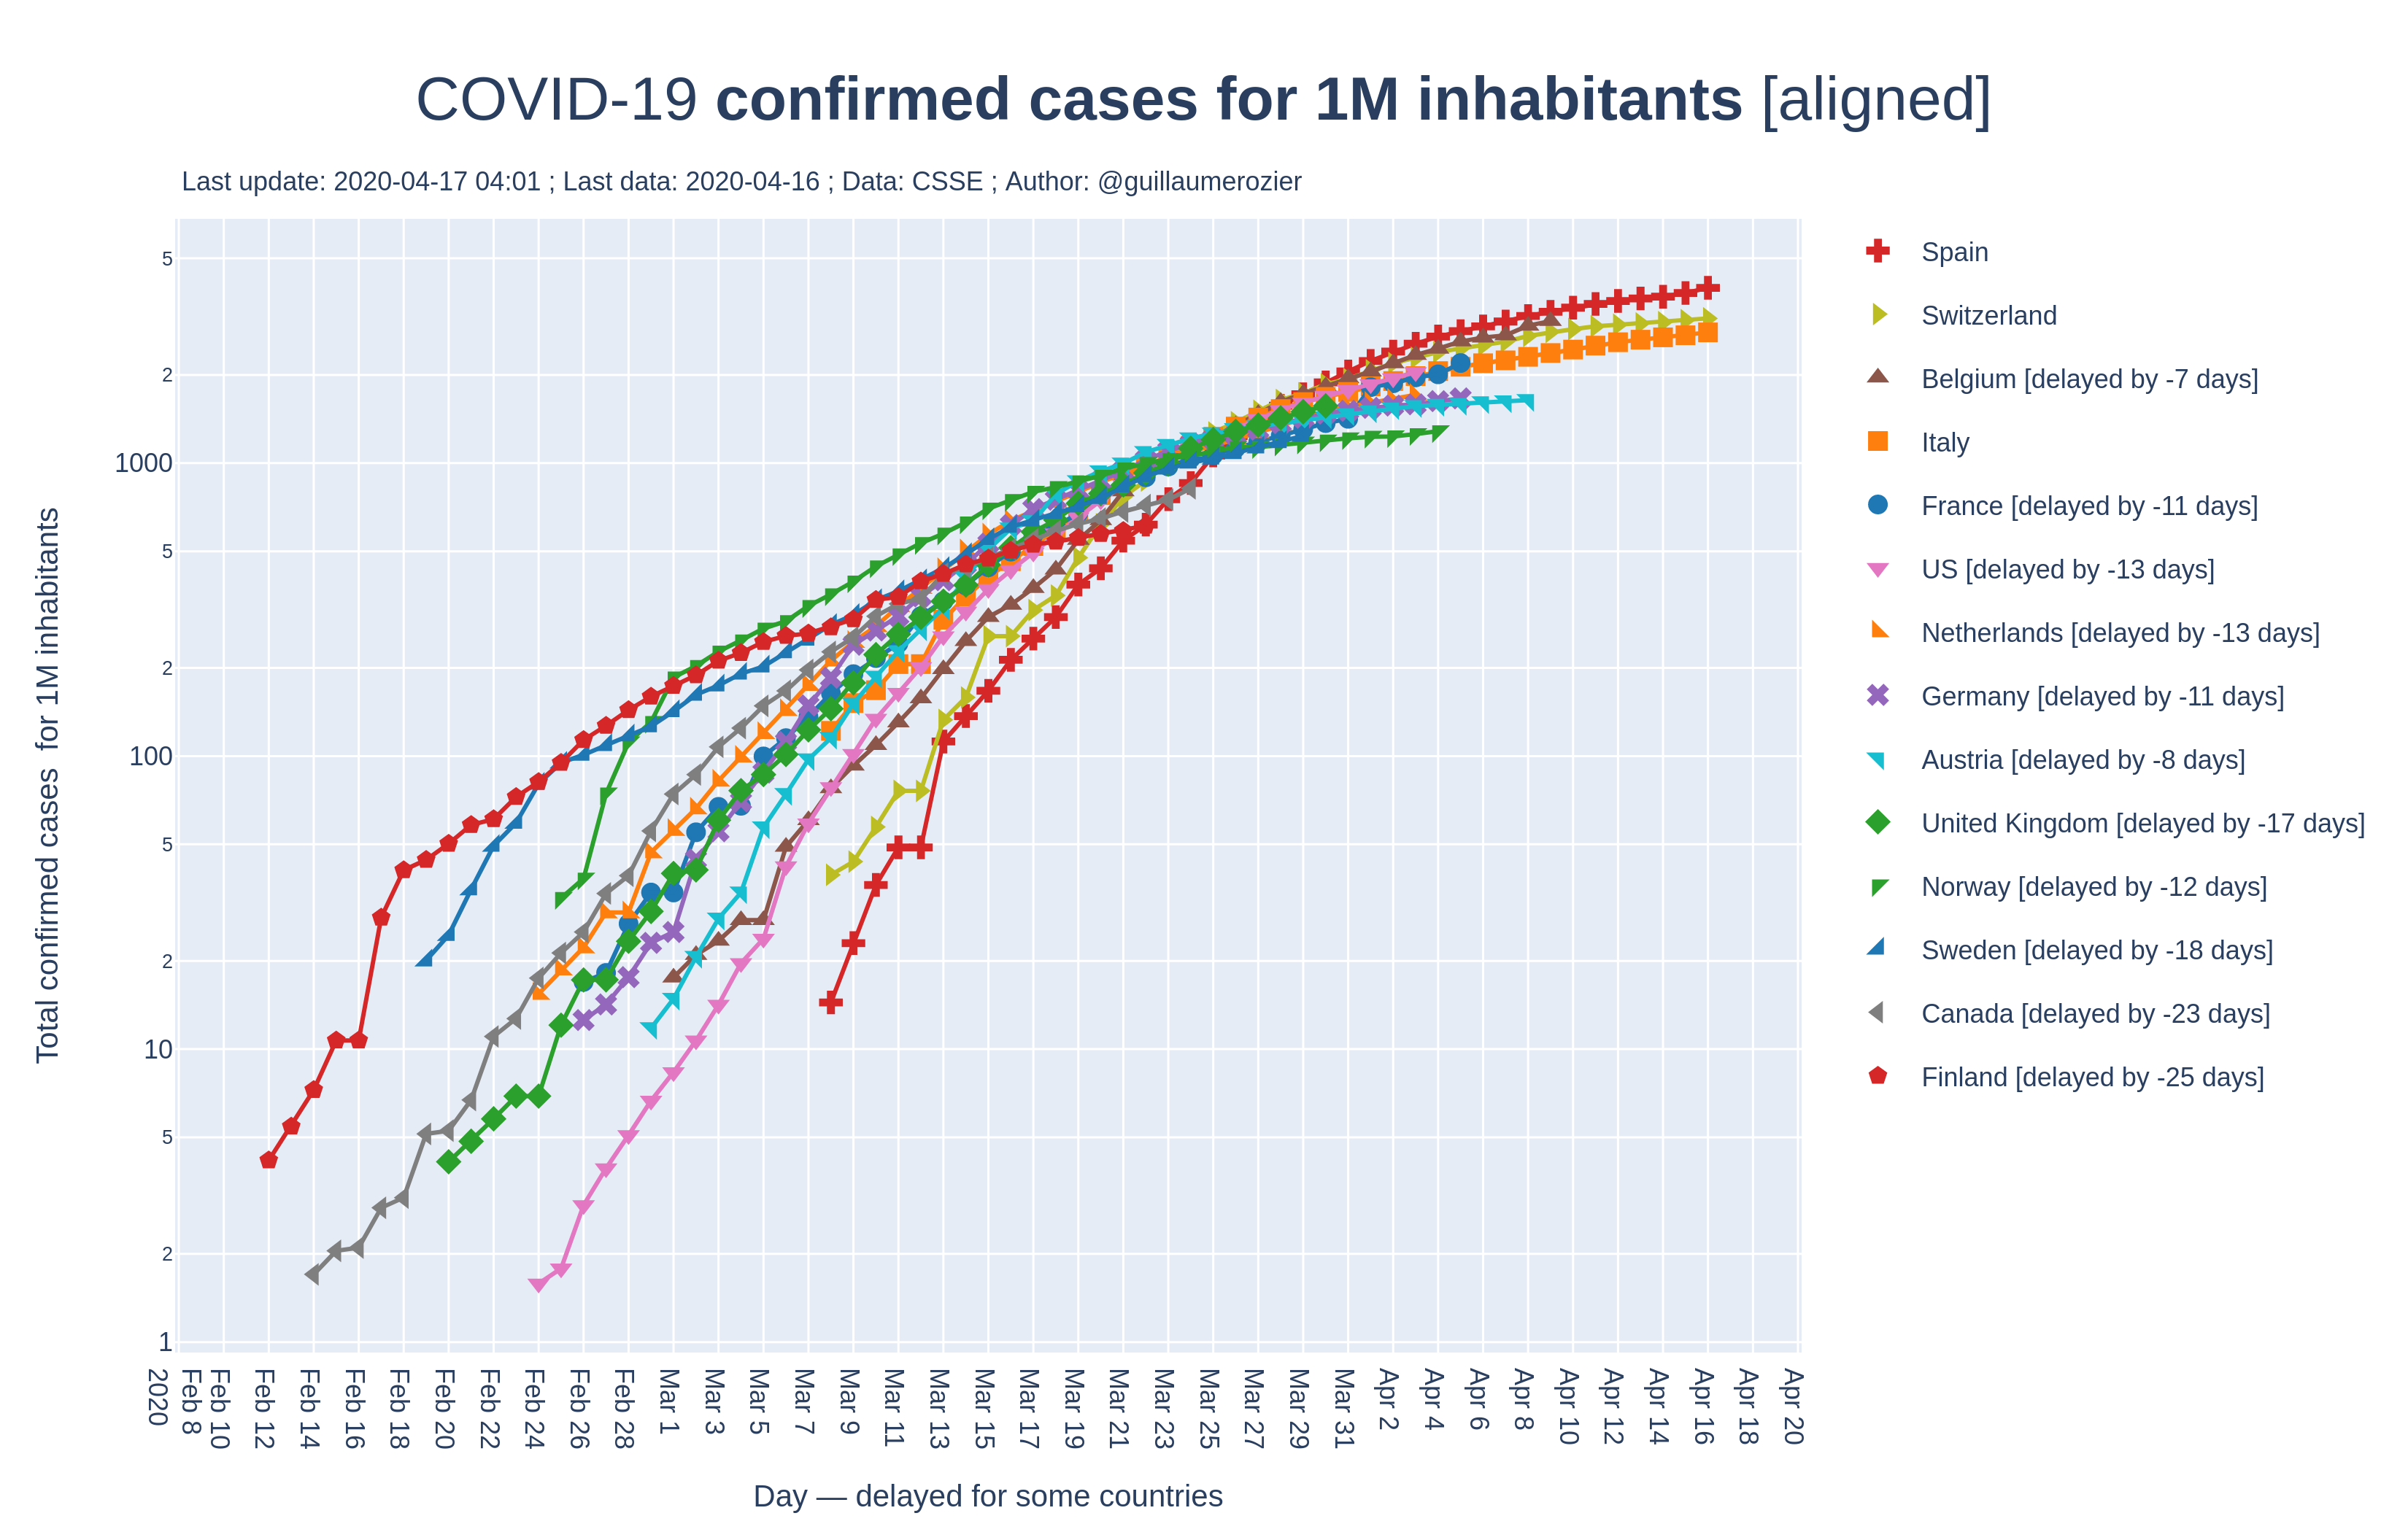 COVID-19 confirmed cases for 1M inhabitants [aligned]
Last update: 2020-04-17 04:01 ; Last data: 2020-04-16 ; Data: CSSE ; Author: @guillaumerozier
Total confirmed cases for 1M inhabitants
5
2
1000
5
2
100
5
2
10
5
2
1
Feb 8
2020
Feb 10
Feb 12
Feb 14
Feb 16
Feb 18
Feb 20
Feb 22
Feb 24
Feb 26
Feb 28
Mar 1
Mar 3
Mar 5
Mar 7
Mar 9
Mar 11
Mar 13
Mar 15
Mar 17
Mar 19
Mar 21
Mar 23
Mar 25
Mar 27
Mar 29
Mar 31
Apr 2
Apr 4
Apr 6
Apr 8
Apr 10
Apr 12
Apr 14
Apr 16
Apr 18
Apr 20
Day — delayed for some countries
Spain
Switzerland
Belgium [delayed by -7 days]
Italy
France [delayed by -11 days]
US [delayed by -13 days]
Netherlands [delayed by -13 days]
Germany [delayed by -11 days]
Austria [delayed by -8 days]
United Kingdom [delayed by -17 days]
Norway [delayed by -12 days]
Sweden [delayed by -18 days]
Canada [delayed by -23 days]
Finland [delayed by -25 days]